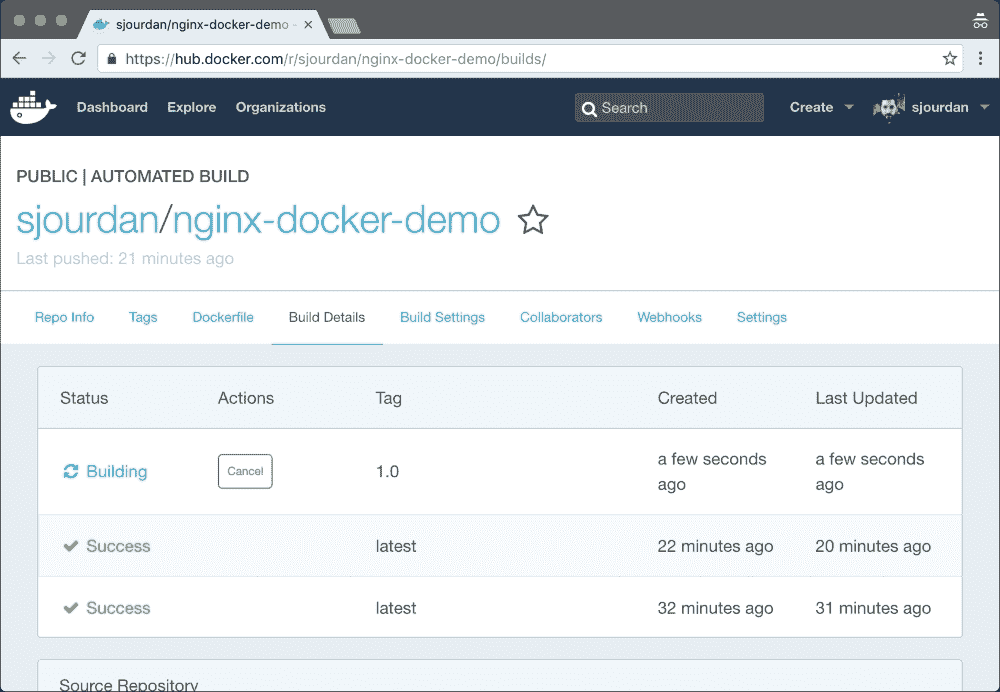 sjourdan/nginx-docker-demo -
https://hub.docker.com/r/sjourdan/nginx-docker-demo/builds/
Dashboard Explore Organizations Search Create sjourdan
PUBLIC | AUTOMATED BUILD
sjourdan/nginx-docker-demo
Last pushed: 21 minutes ago
Repo Info Tags Dockerfile Build Details Build Settings Collaborators Webhooks Settings
Status Actions Tag Created Last Updated
Building Cancel 1.0 a few seconds ago a few seconds ago
Success latest 22 minutes ago 20 minutes ago
Success latest 32 minutes ago 31 minutes ago
Source Repository